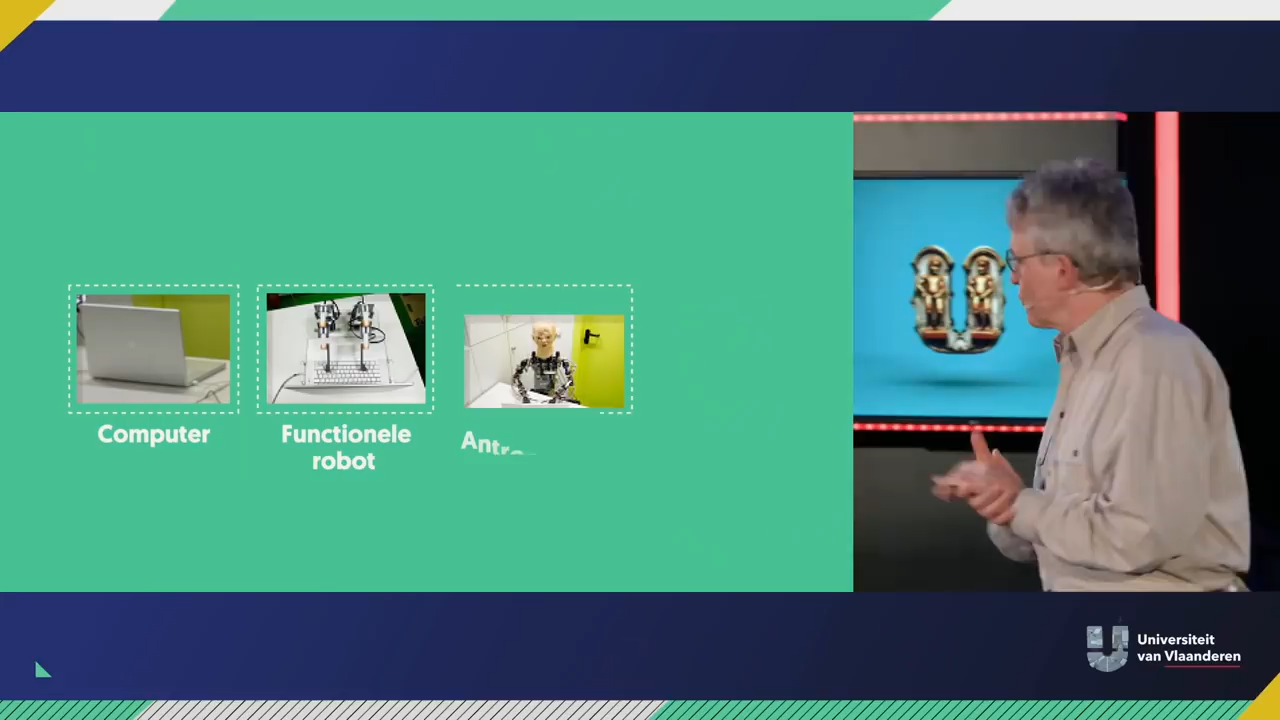 Computer
Functionele
robot
Universiteit
van Vlaanderen